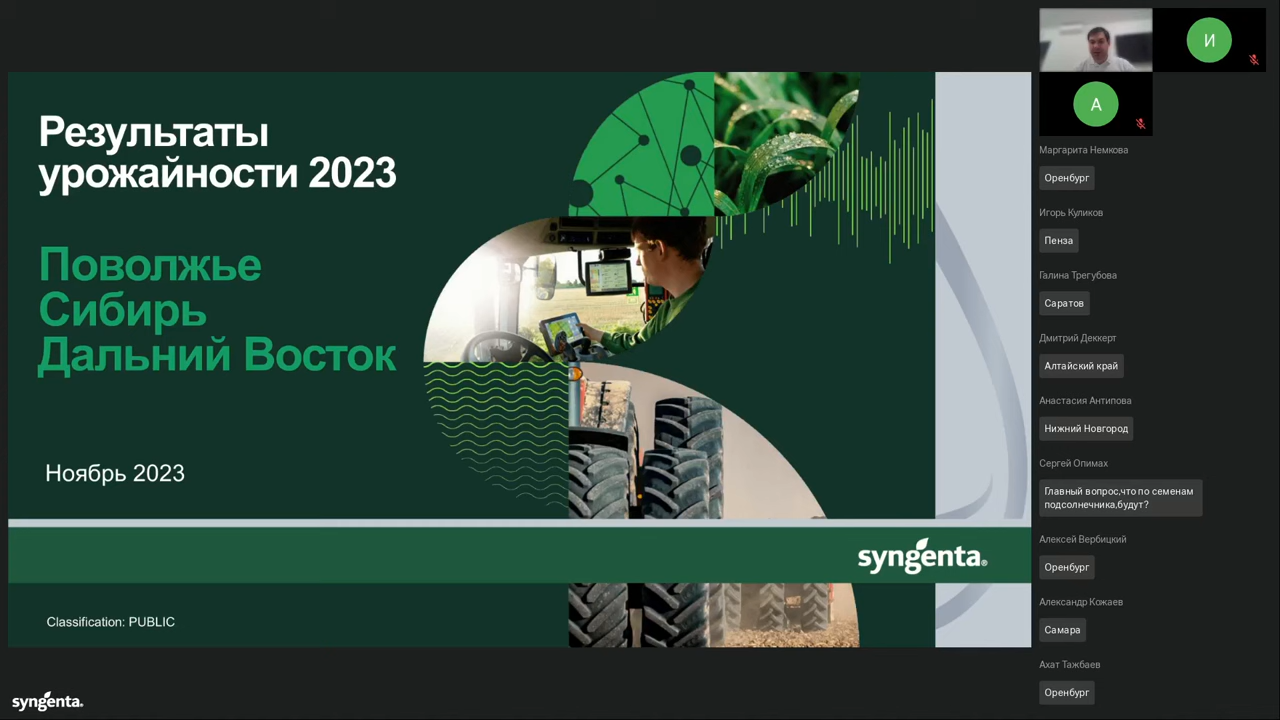 Результаты
урожайности 2023
Поволжье
Сибирь
Дальний Восток
Ноябрь 2023
syngenta®
Classification: PUBLIC
syngenta.
И
А
Маргарита Немкова
Оренбург
Игорь Куликов
Пенза
Галина Трегубова
Саратов
Дмитрий Деккерт
Алтайский край
Анастасия Антипова
Нижний Новгород
Сергей Опимах
Главный вопрос,что по семенам
подсолнечника,будут?
Алексей Вербицкий
Оренбург
Александр Кожаев
Самара
Ахат Тажбаев
Оренбург